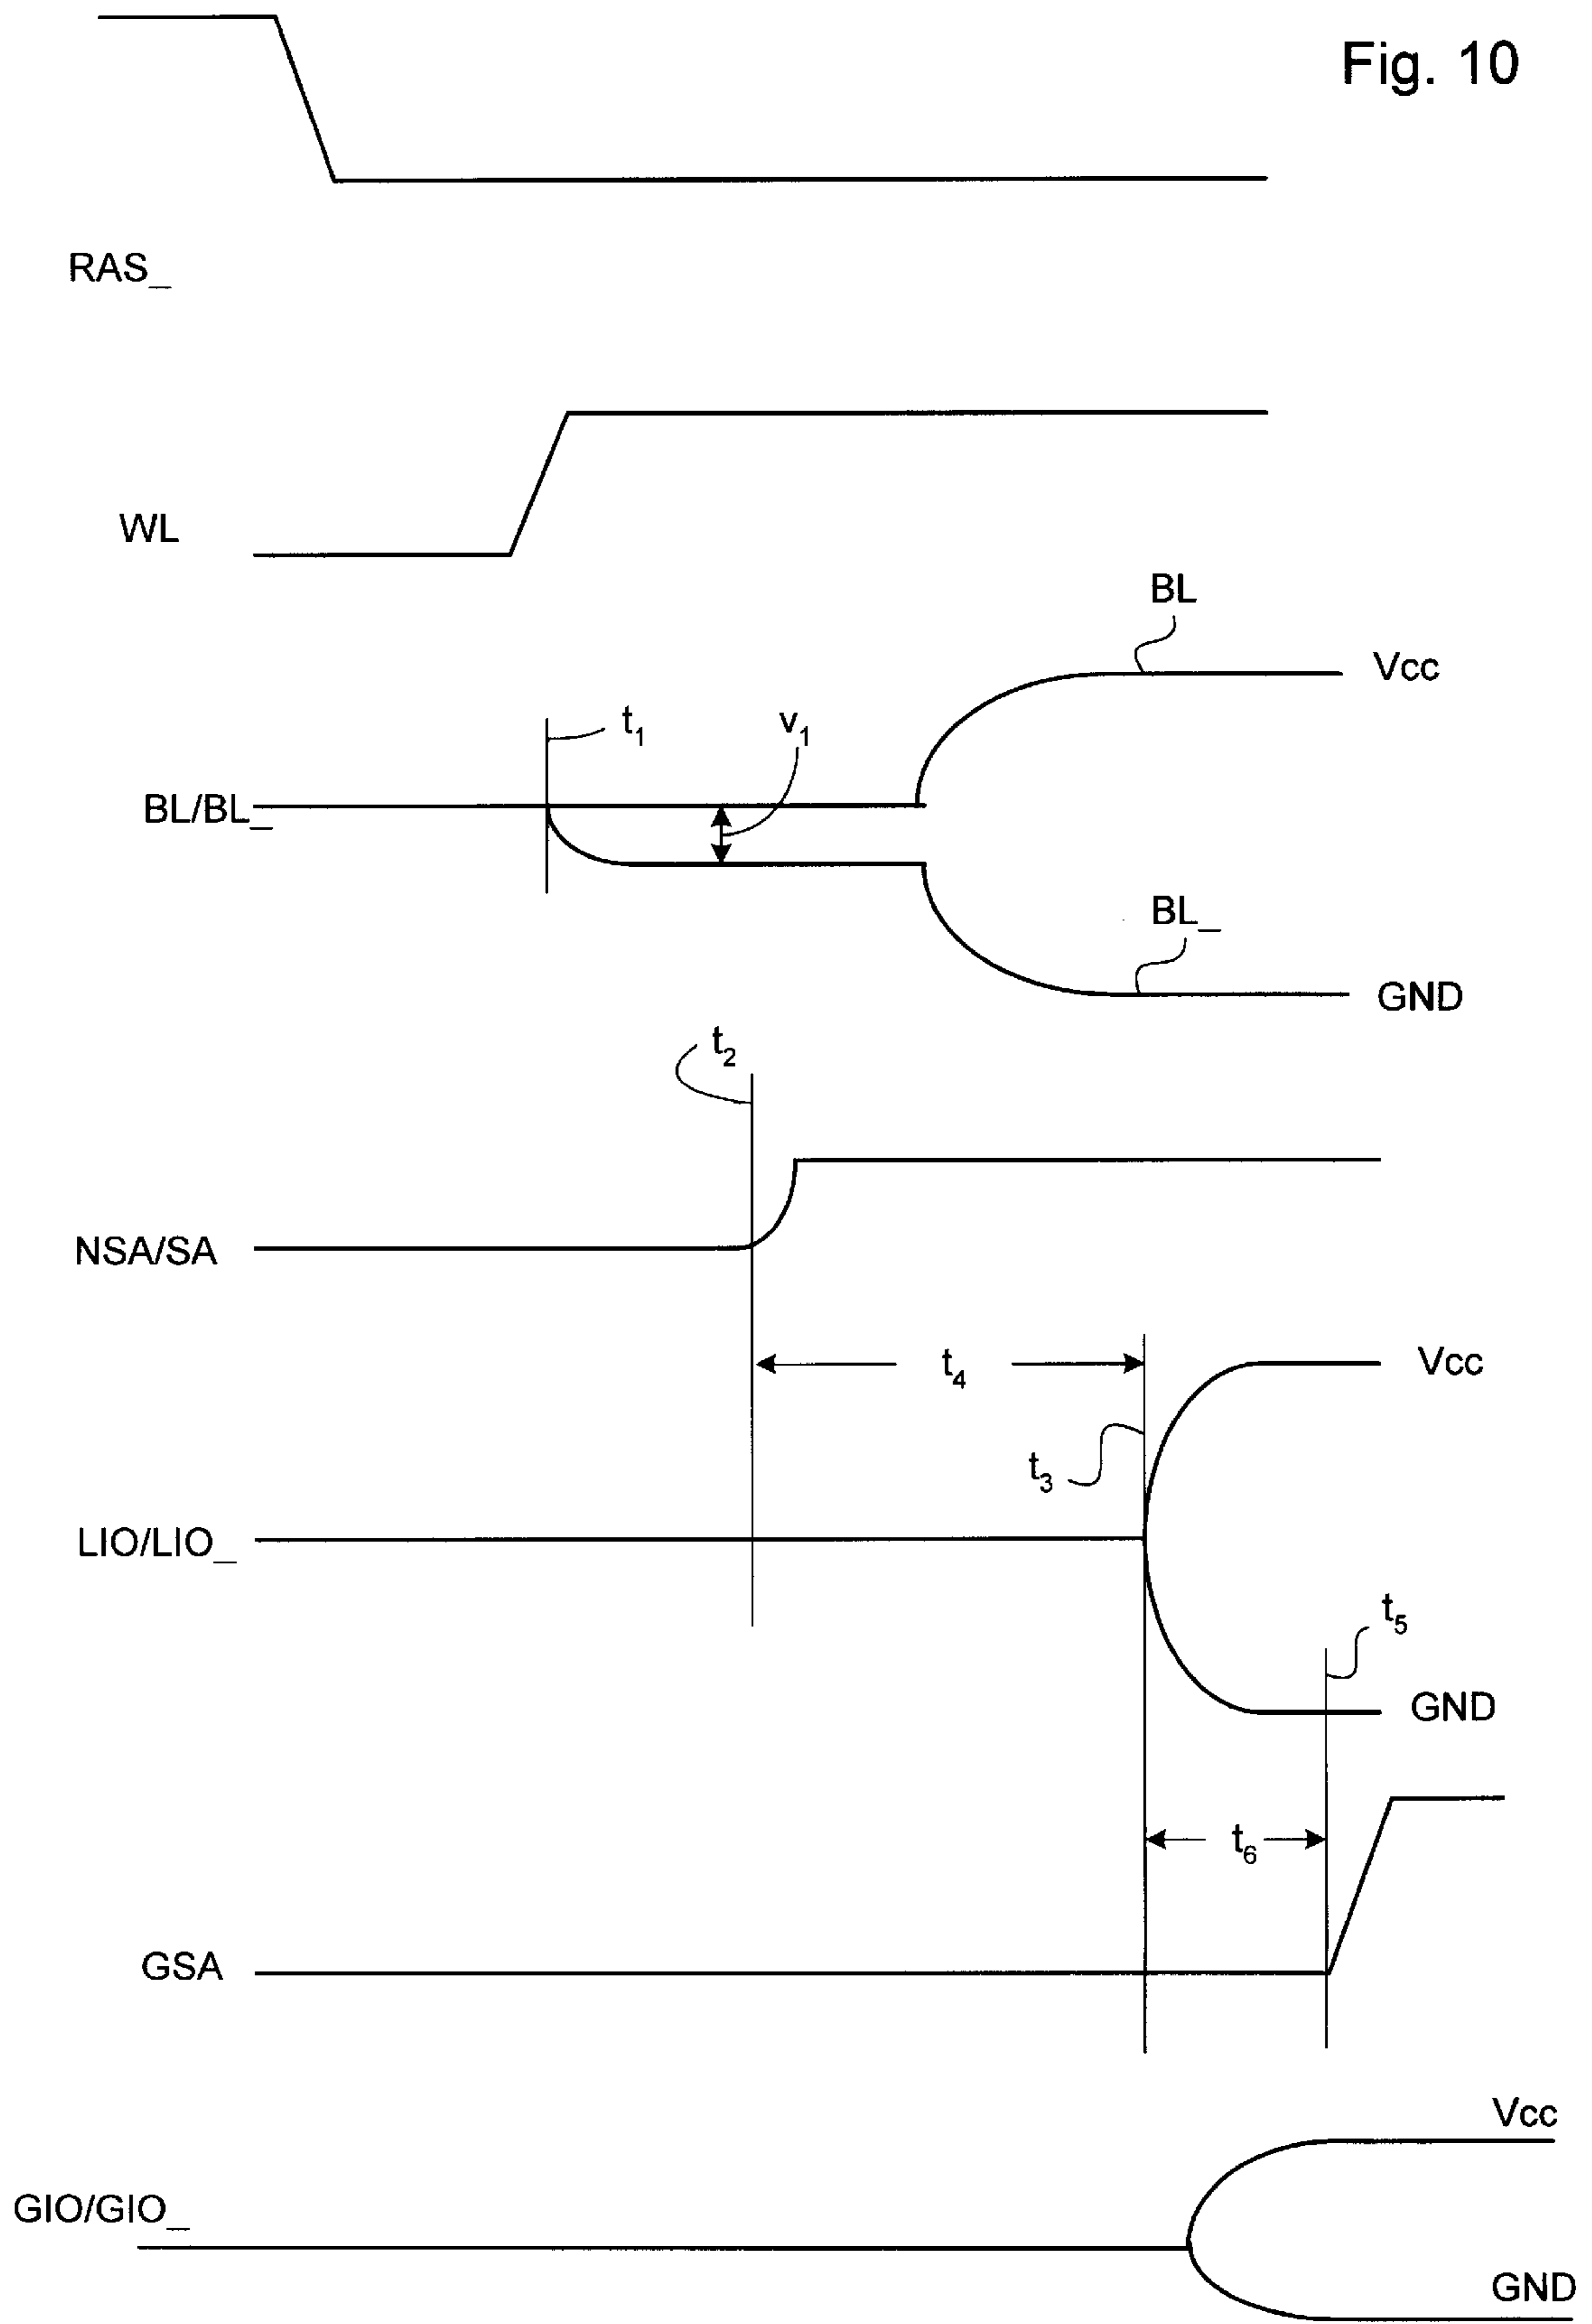 Fig. 10
RAS_
WL
BL
Vcc
t1
v1
BL/BL_
BL_
GND
t2
NSA/SA
t4
Vcc
t3
LIO/LIO_
t5
GND
t6
GSA
Vcc
GIO/GIO_
GND